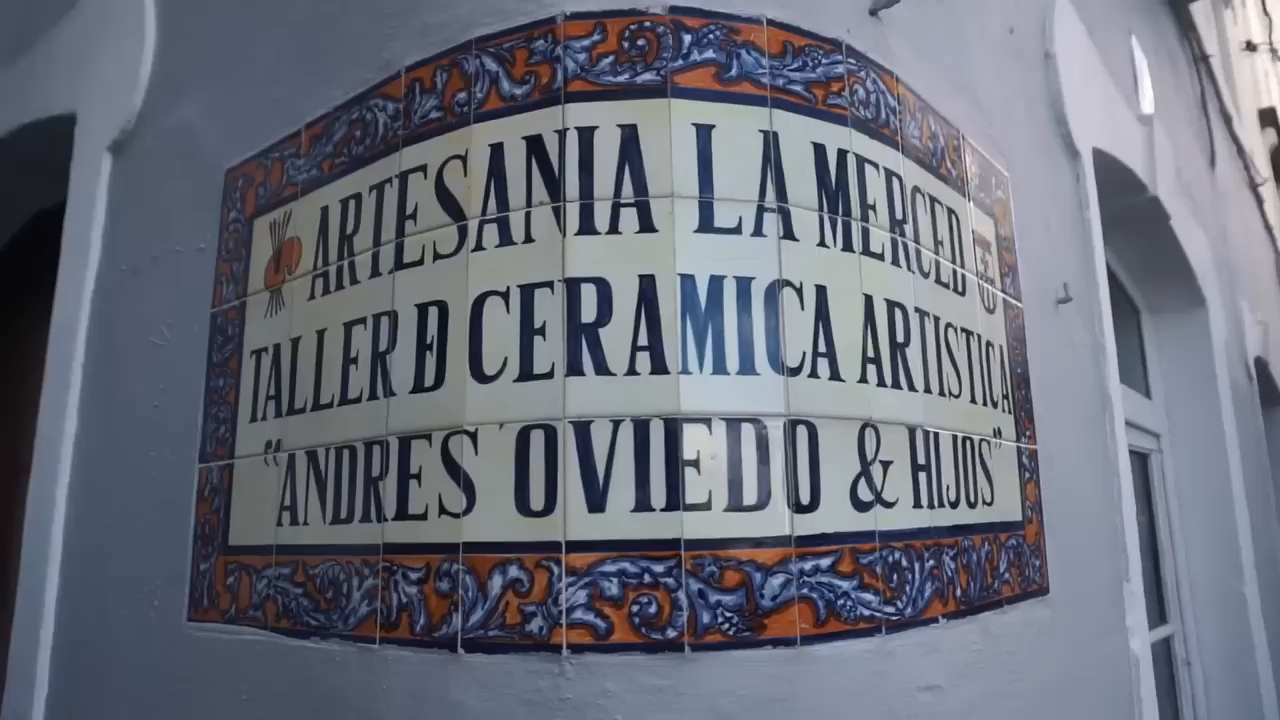 ARTESANIA LA MERCED
TALLER D CERAMICA ARTISTICA
"ANDRES OVIEDO & HIJOS"